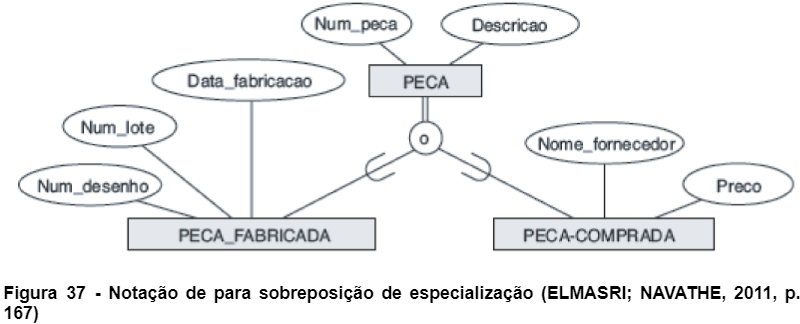 Num_peca
Descricao
PECA
Data_fabricacao
o
Num_lote
Nome_fornecedor
Num_desenho
Preco
PECA_FABRICADA
PECA-COMPRADA
Figura 37 - Notação de para sobreposição de especialização (ELMASRI; NAVATHE, 2011, p.
167)